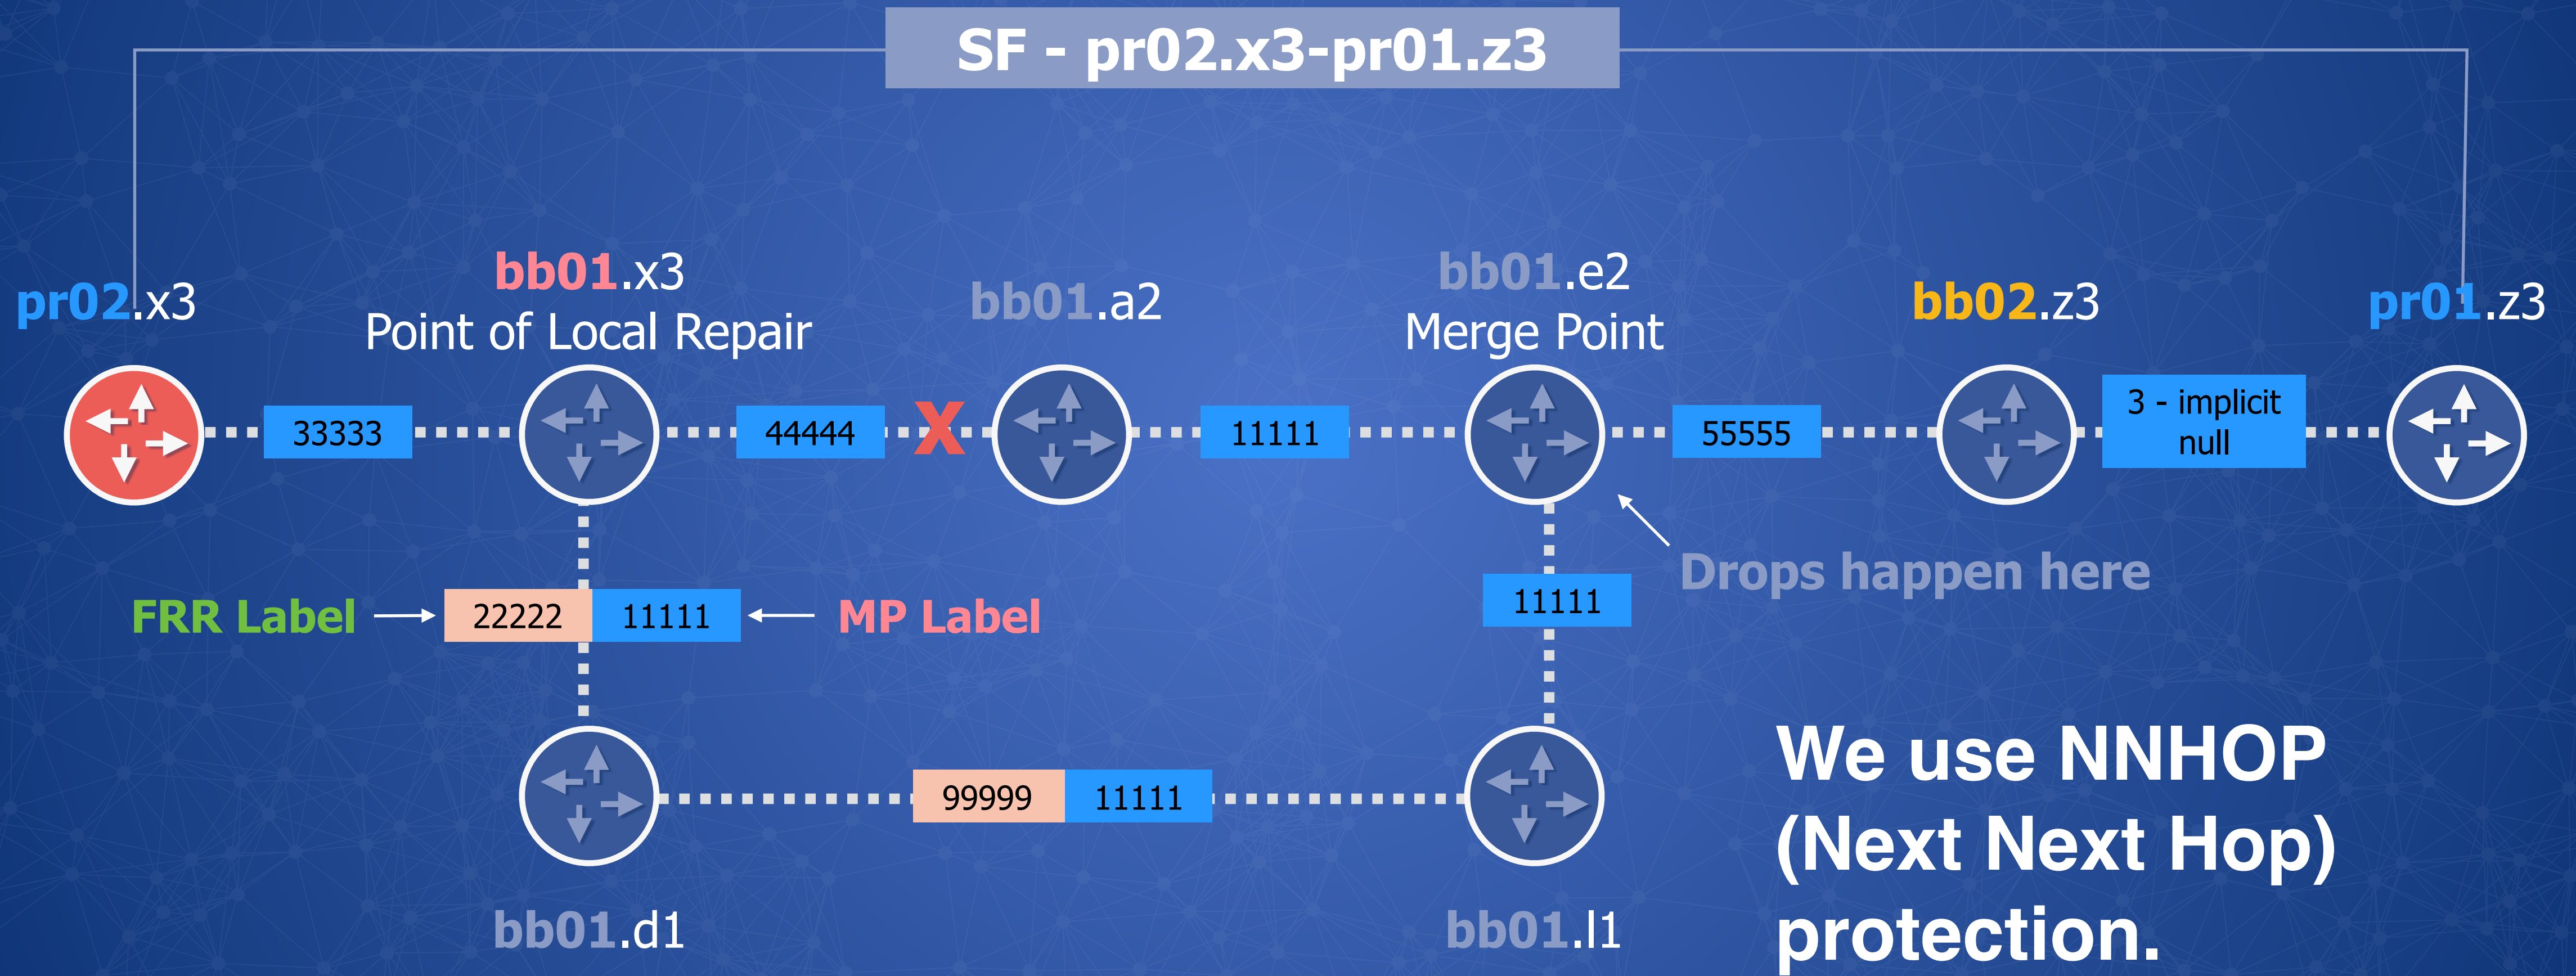 SF - pr02.x3-pr01.z3
pr02.x3
bb01.x3
Point of Local Repair
bb01.a2
bb01.e2
Merge Point
bb02.z3
pr01.z3
33333
44444
X
11111
55555
3 - implicit
null
Drops happen here
FRR Label
22222
11111
MP Label
11111
99999
11111
bb01.d1
bb01.l1
We use NNHOP
(Next Next Hop)
protection.